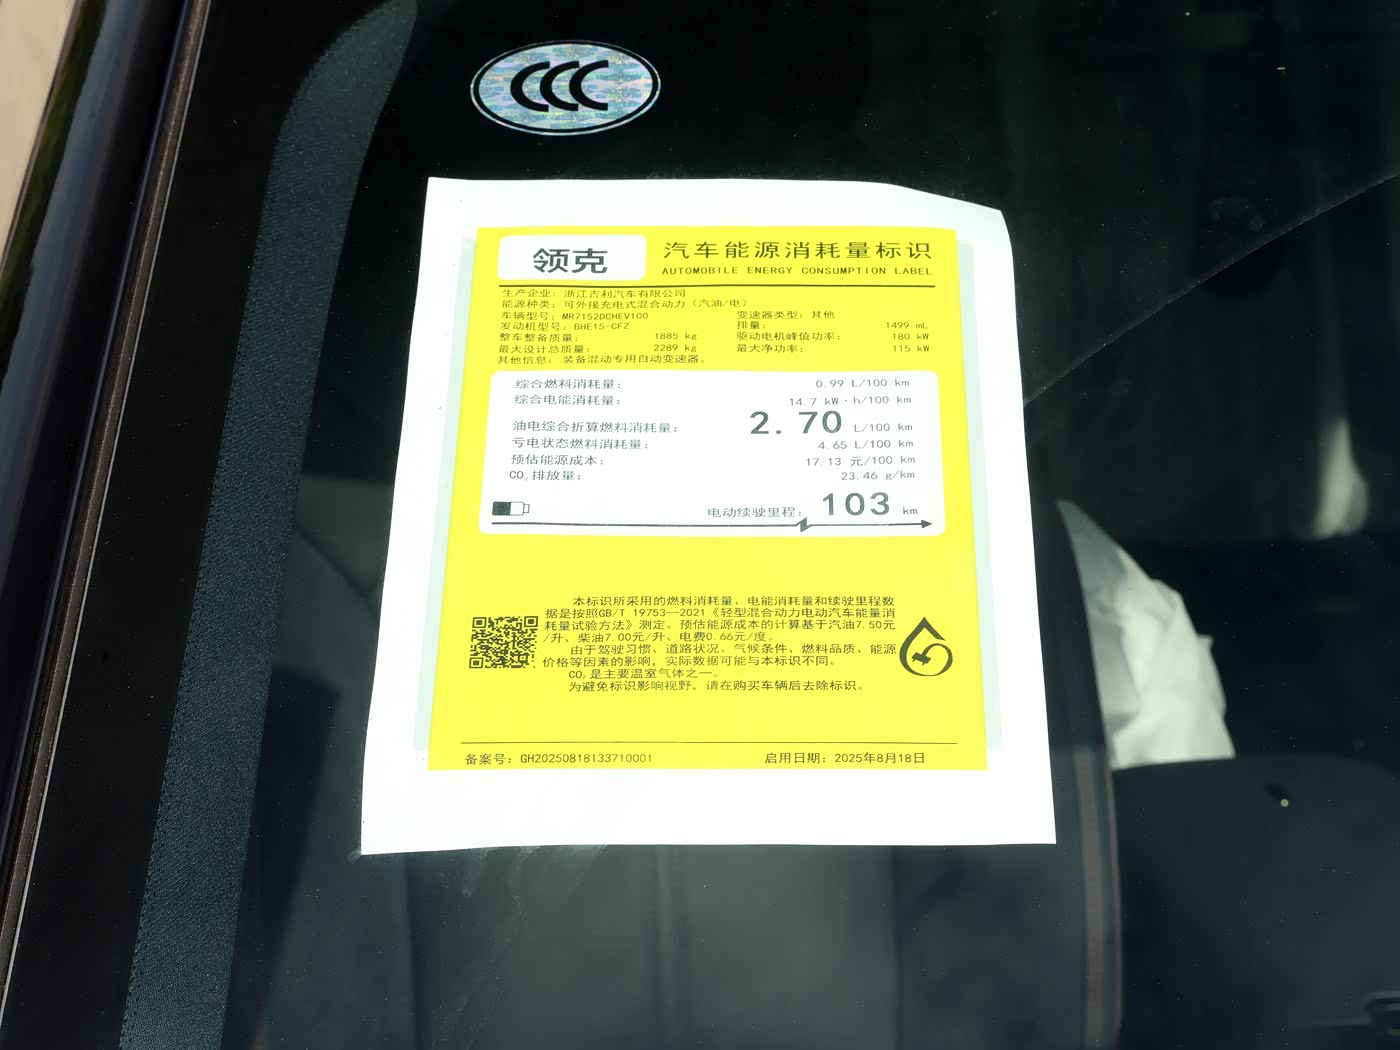 CCC
领克
汽车能源消耗量标识
AUTOMOBILE ENERGY CONSUMPTION LABEL
生产企业：浙江吉利汽车有限公司
能源种类：可外接充电式混合动力（汽油/电）
车辆型号：MR7152DCHEV100 变速器类型：其他
发动机型号：BHE15-CFZ 排量： 1499 mL
整车整备质量： 1885 kg 驱动电机峰值功率： 180 kW
最大设计总质量： 2289 kg 最大净功率： 115 kW
其他信息：装备混动专用自动变速器。
综合燃料消耗量： 0.99 L/100 km
综合电能消耗量： 14.7 kW·h/100 km
油电综合折算燃料消耗量： 2.70 L/100 km
亏电状态燃料消耗量： 4.65 L/100 km
预估能源成本： 17.13 元/100 km
CO₂排放量： 23.46 g/km
电动续驶里程： 103 km
本标识所采用的燃料消耗量、电能消耗量和续驶里程数
据是按照GB/T 19753—2021《轻型混合动力电动汽车能量消
耗量试验方法》测定。预估能源成本的计算基于汽油7.50元
/升、柴油7.00元/升、电费0.66元/度。
由于驾驶习惯、道路状况、气候条件、燃料品质、能源
价格等因素的影响，实际数据可能与本标识不同。
CO₂是主要温室气体之一。
为避免标识影响视野，请在购买车辆后去除标识。
备案号：GH20250818133710001 启用日期：2025年8月18日